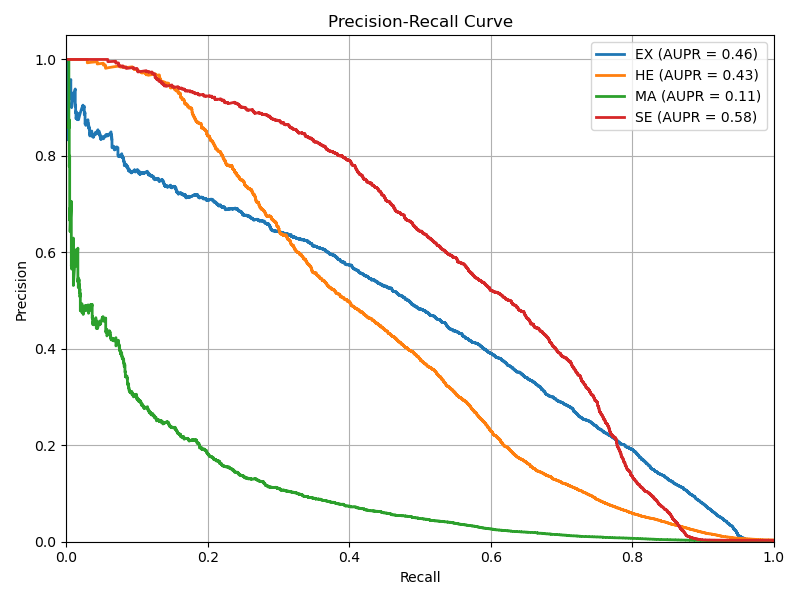 Precision-Recall Curve
EX (AUPR = 0.46)
HE (AUPR = 0.43)
MA (AUPR = 0.11)
SE (AUPR = 0.58)
Precision
1.0
0.8
0.6
0.4
0.2
0.0
0.0 0.2 0.4 0.6 0.8 1.0
Recall